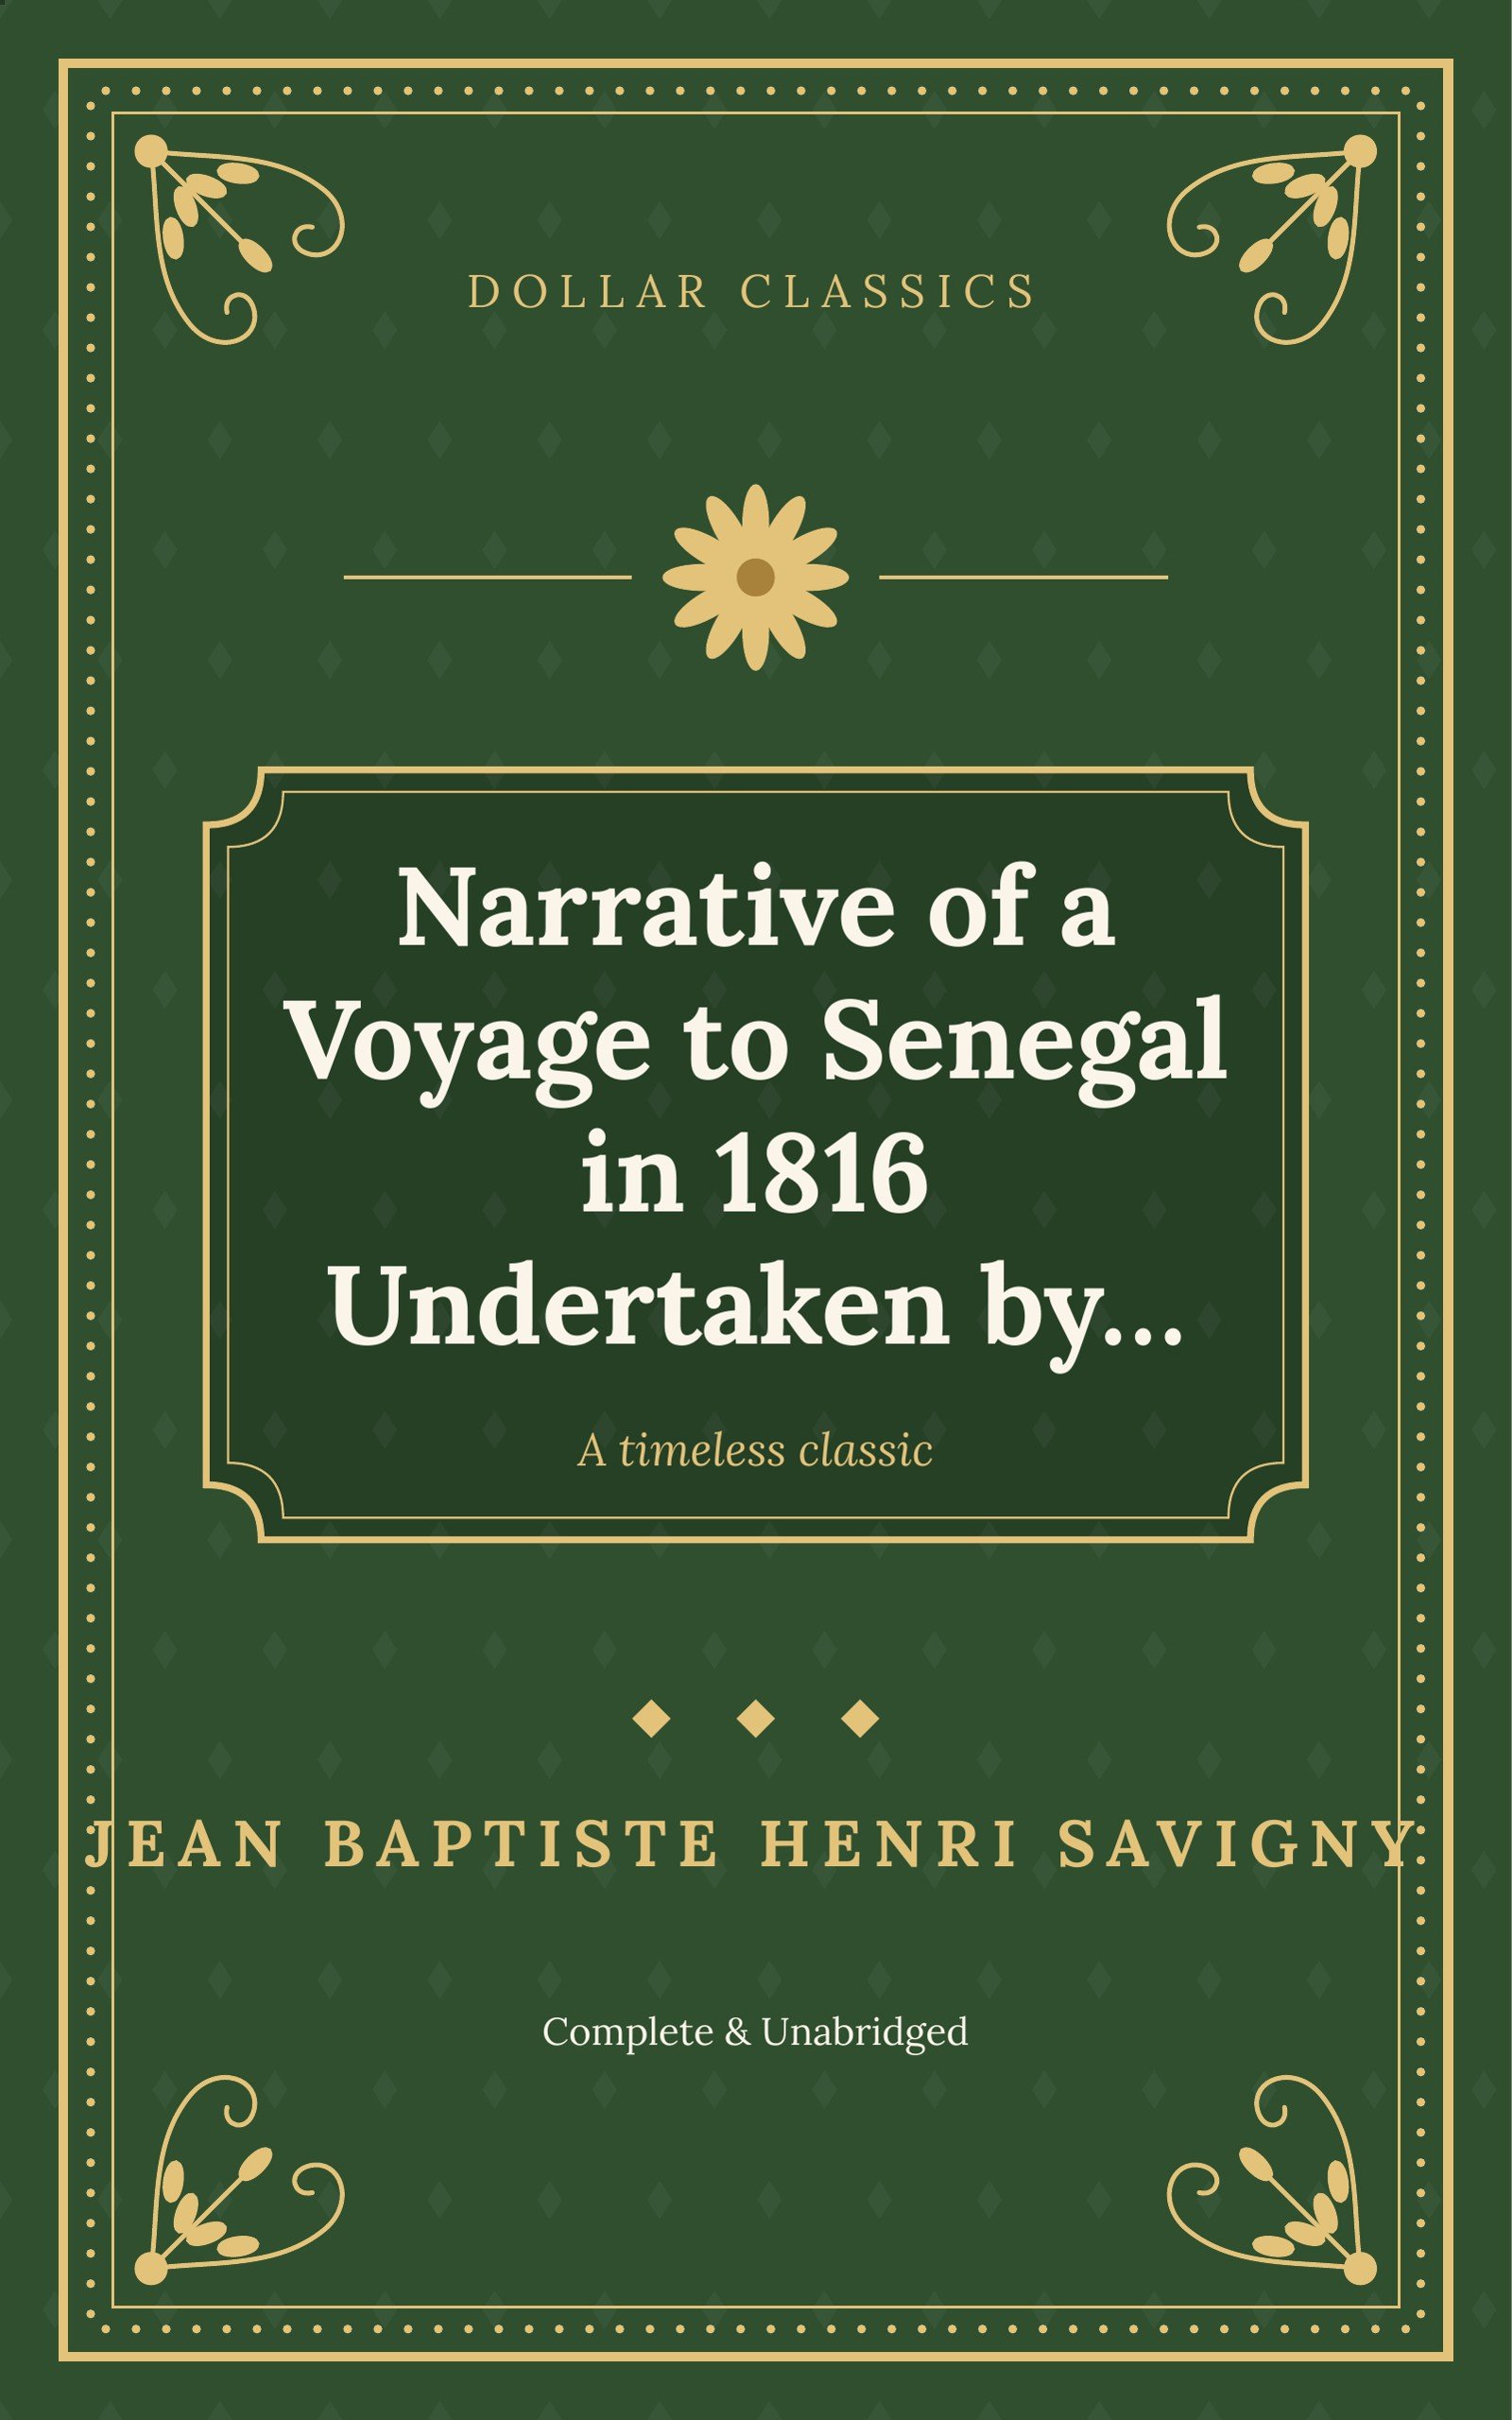 DOLLAR CLASSICS
Narrative of a
Voyage to Senegal
in 1816
Undertaken by...
A timeless classic
JEAN BAPTISTE HENRI SAVIGNY
Complete & Unabridged